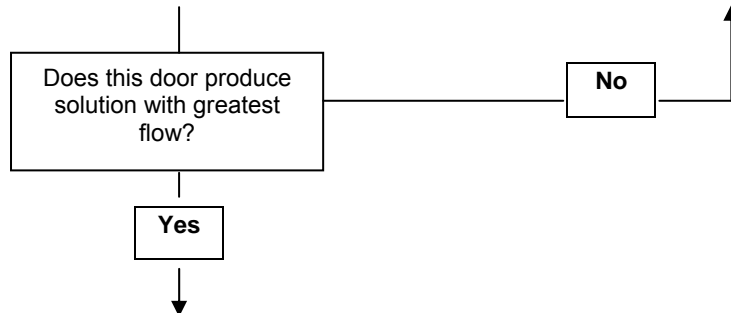 Does this door produce
solution with greatest
flow?
No
Yes